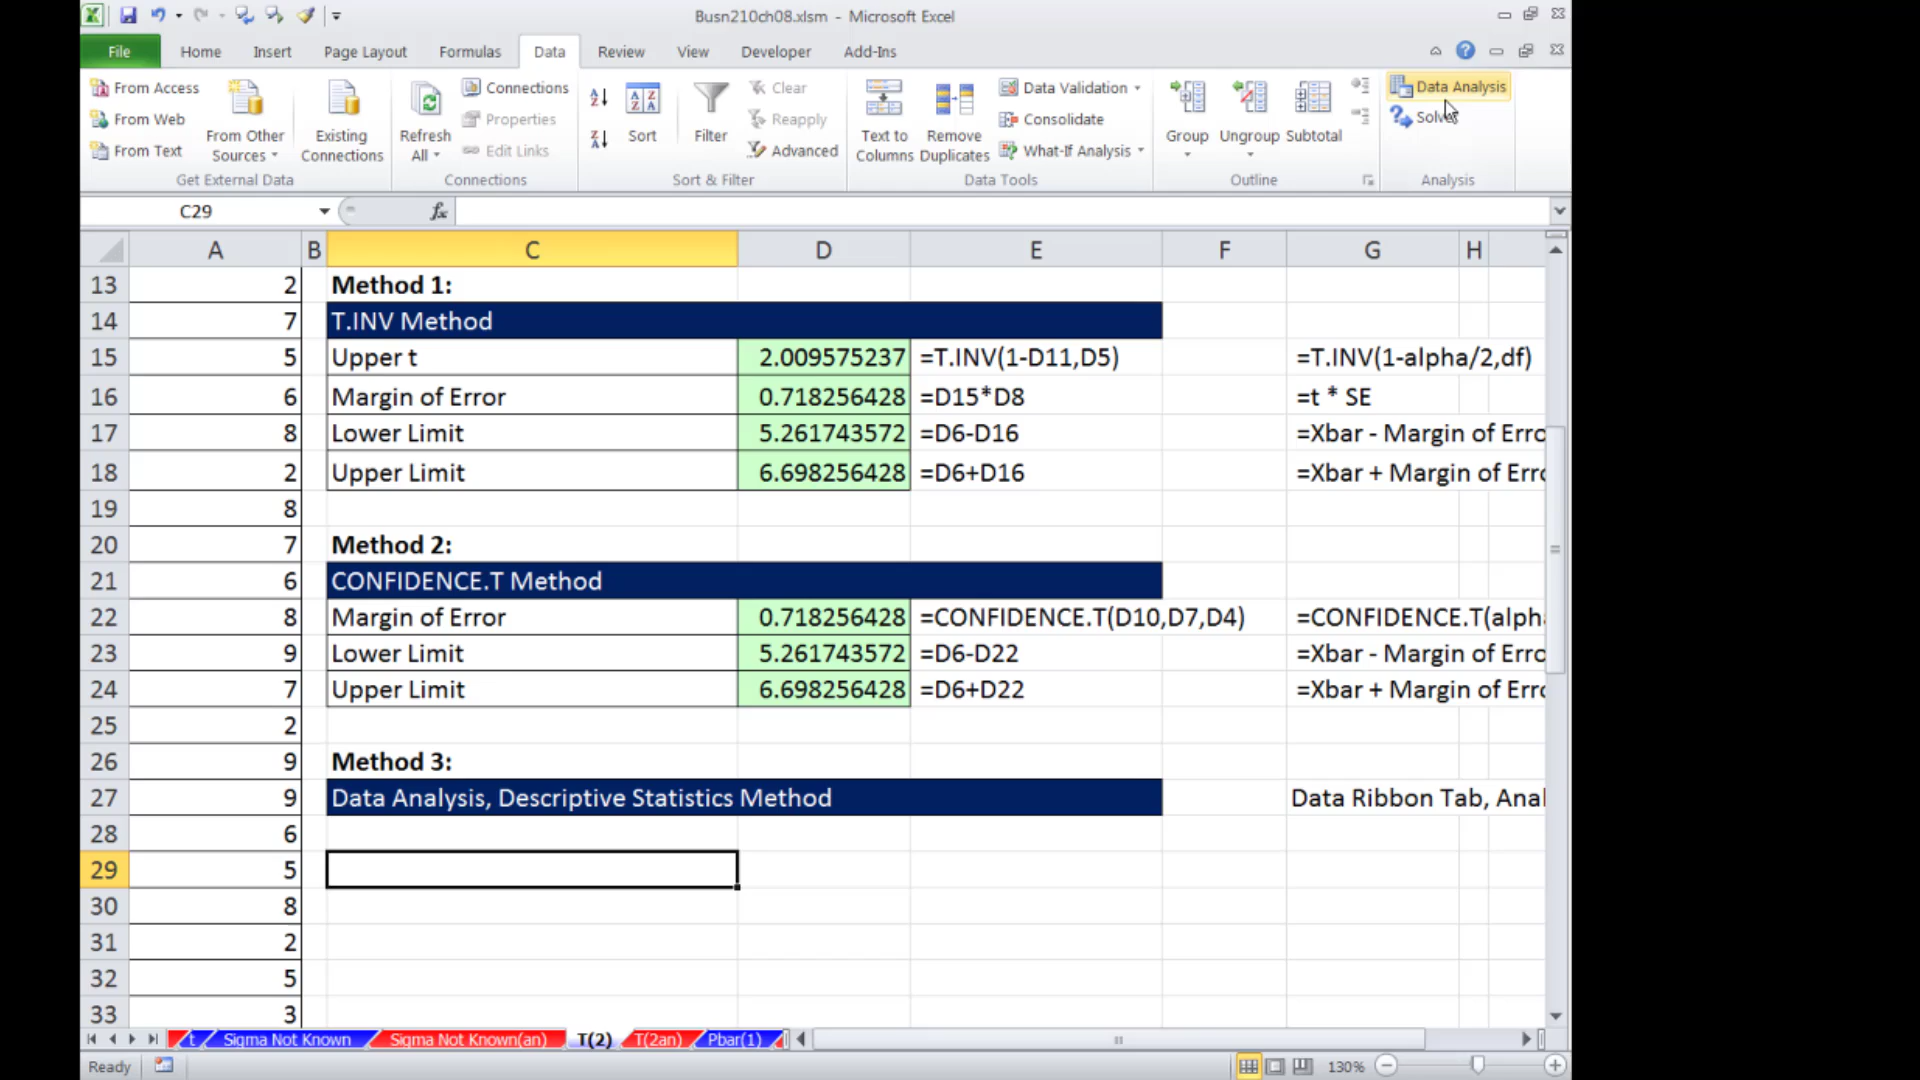 Busn210ch08.xlsm - Microsoft Excel
File Home Insert Page Layout Formulas Data Review View Developer Add-Ins
From Access
From Web
From Text
From Other Sources
Existing Connections
Get External Data
Refresh All
Connections
Properties
Edit Links
Connections
Sort
Filter
Clear
Reapply
Advanced
Sort & Filter
Text to Columns
Remove Duplicates
Data Validation
Consolidate
What-If Analysis
Data Tools
Group
Ungroup
Subtotal
Outline
Data Analysis
Solver
Analysis
C29 fx
A B C D E F G H
13 2 Method 1:
14 7 T.INV Method
15 5 Upper t 2.009575237 =T.INV(1-D11,D5) =T.INV(1-alpha/2,df)
16 6 Margin of Error 0.718256428 =D15*D8 =t * SE
17 8 Lower Limit 5.261743572 =D6-D16 =Xbar - Margin of Erro
18 2 Upper Limit 6.698256428 =D6+D16 =Xbar + Margin of Erro
19 8
20 7 Method 2:
21 6 CONFIDENCE.T Method
22 8 Margin of Error 0.718256428 =CONFIDENCE.T(D10,D7,D4) =CONFIDENCE.T(alpha
23 9 Lower Limit 5.261743572 =D6-D22 =Xbar - Margin of Erro
24 7 Upper Limit 6.698256428 =D6+D22 =Xbar + Margin of Erro
25 2
26 9 Method 3:
27 9 Data Analysis, Descriptive Statistics Method Data Ribbon Tab, Anal
28 6
29 5
30 8
31 2
32 5
33 3
t Sigma Not Known Sigma Not Known(an) T(2) T(2an) Pbar(1)
Ready 130%